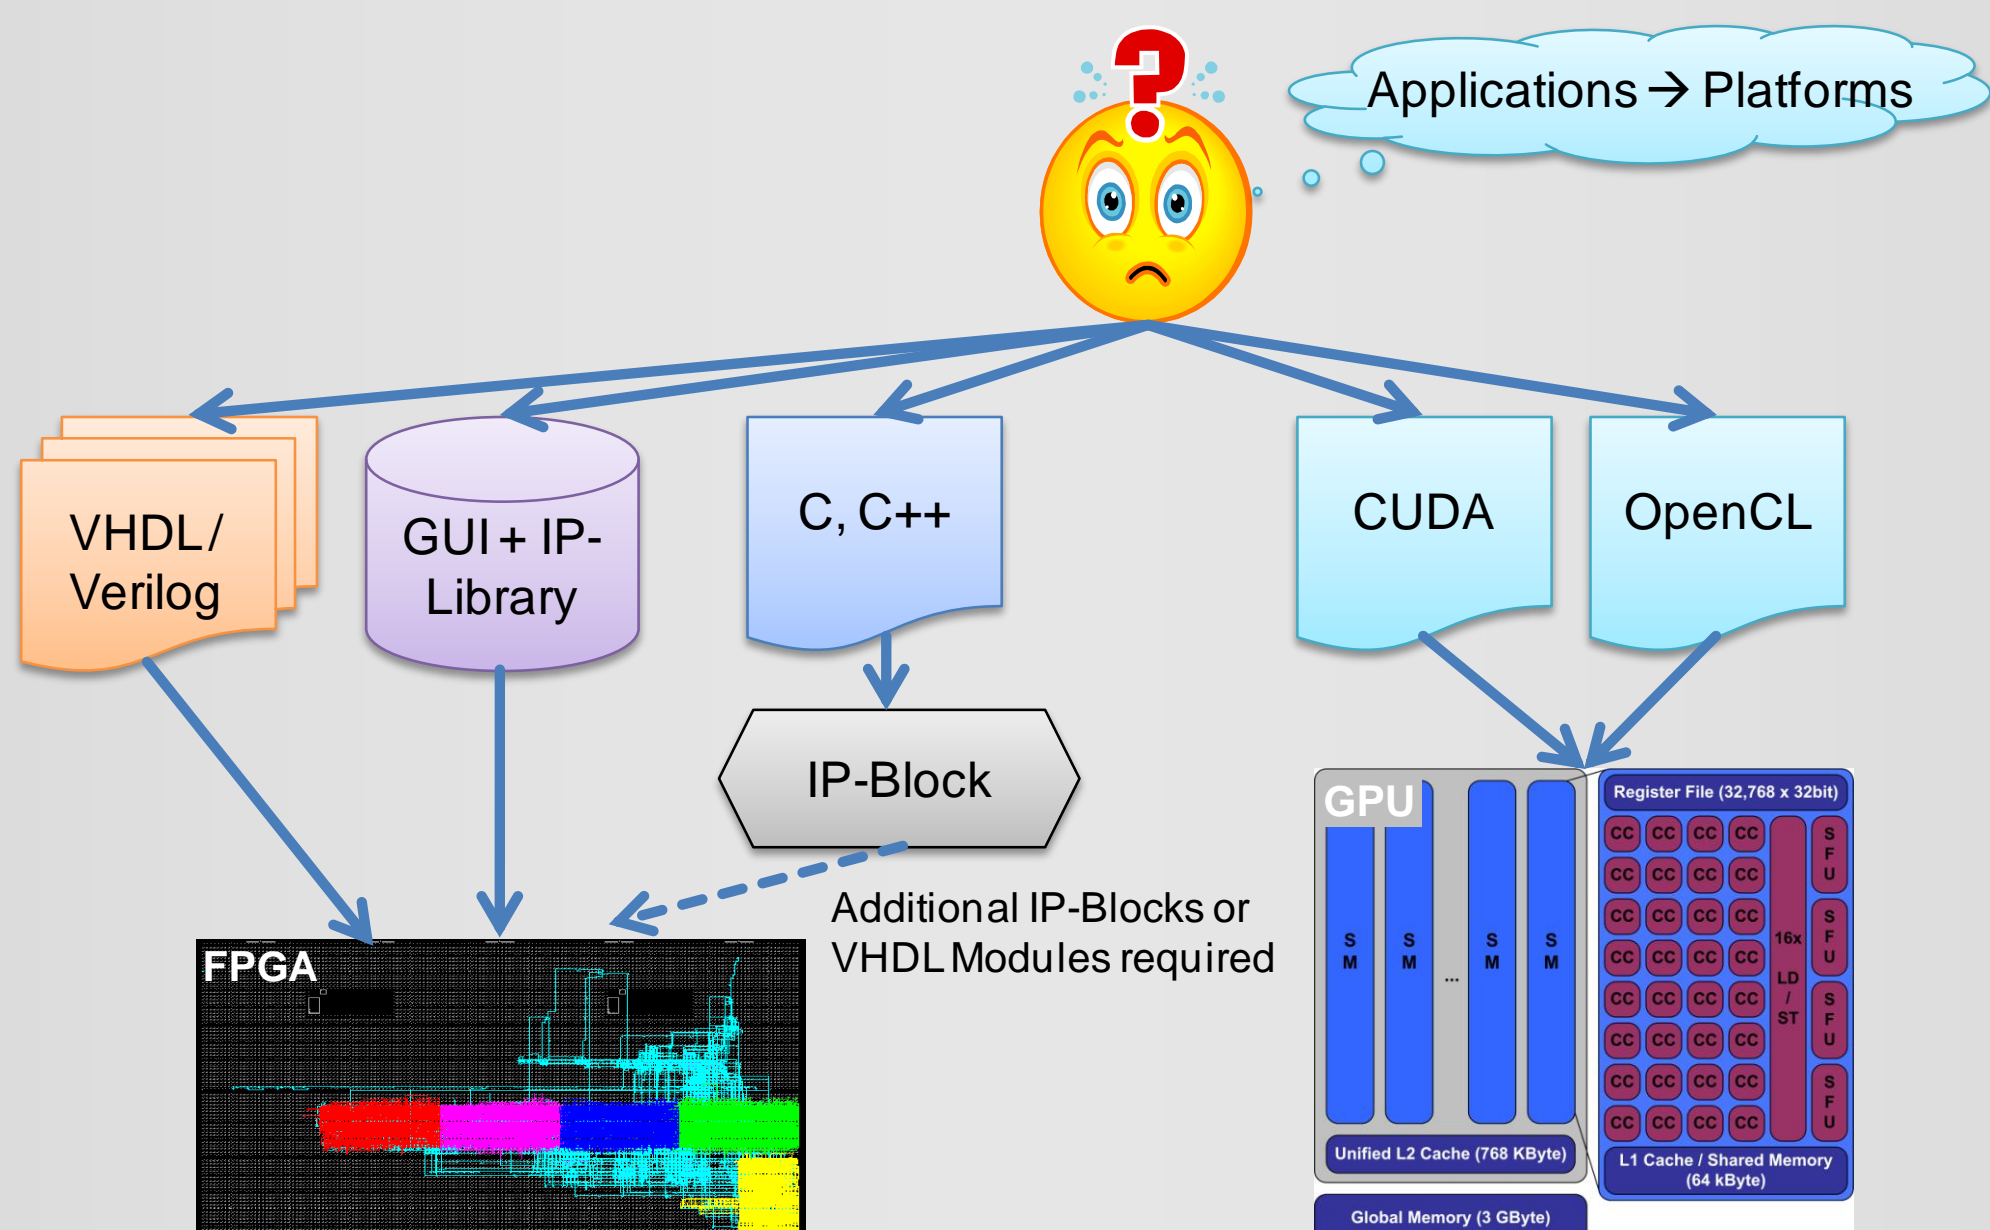 ?
Applications → Platforms
VHDL /
Verilog
GUI + IP-
Library
C, C++
CUDA
OpenCL
IP-Block
Additional IP-Blocks or
VHDL Modules required
FPGA
GPU
S
M
S
M
...
S
M
S
M
Unified L2 Cache (768 KByte)
Global Memory (3 GByte)
Register File (32,768 x 32bit)
CC CC CC CC
CC CC CC CC
CC CC CC CC
CC CC CC CC
CC CC CC CC
CC CC CC CC
CC CC CC CC
CC CC CC CC
16x
LD
/
ST
S
F
U
S
F
U
S
F
U
S
F
U
L1 Cache / Shared Memory
(64 kByte)